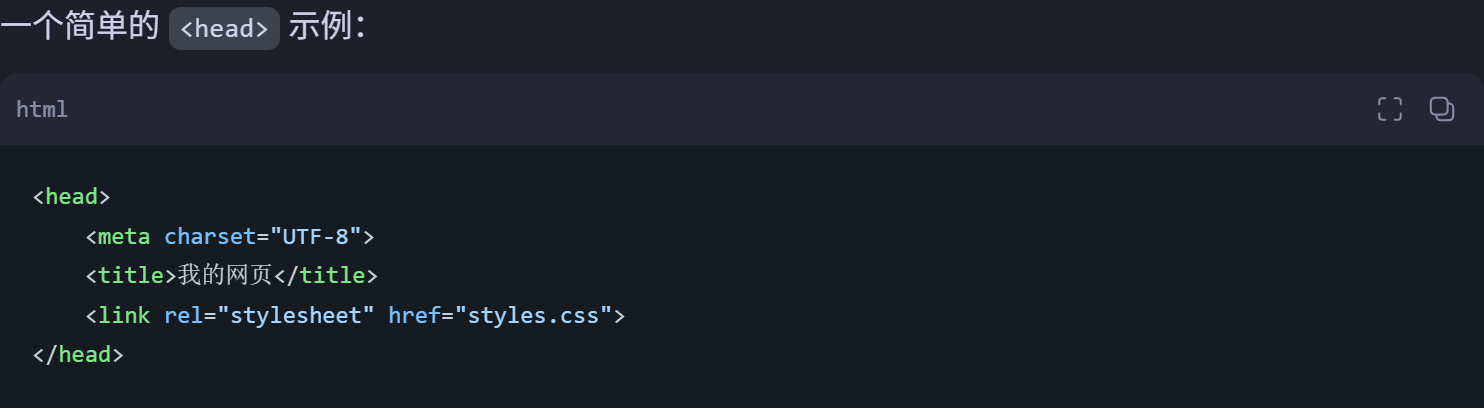 一个简单的 <head> 示例：
html
<head>
    <meta charset="UTF-8">
    <title>我的网页</title>
    <link rel="stylesheet" href="styles.css">
</head>